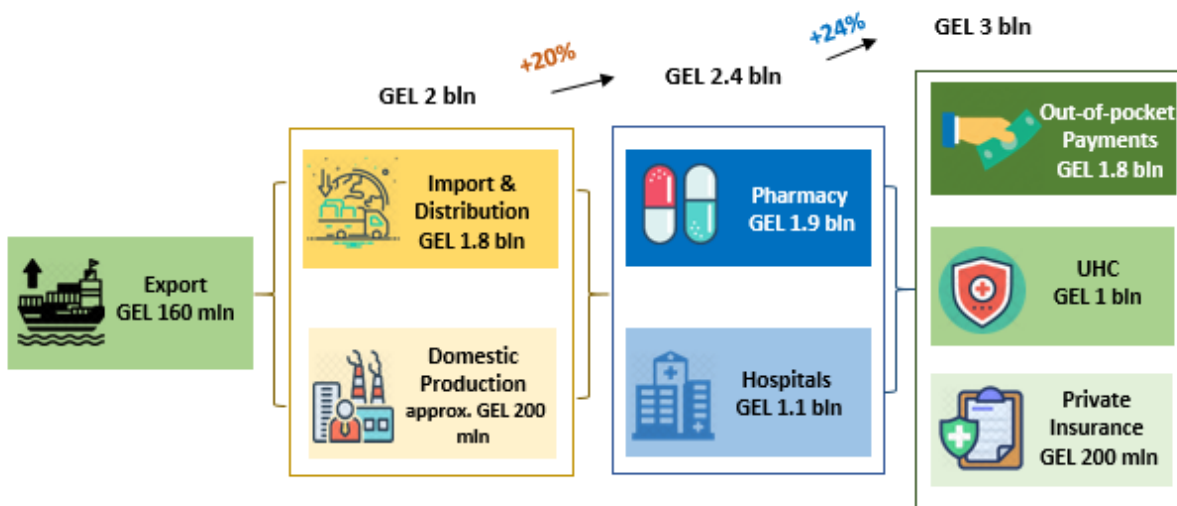 GEL 2 bln
+20%
GEL 2.4 bln
+24%
GEL 3 bln
Export
GEL 160 mln
Import &
Distribution
GEL 1.8 bln
Domestic
Production
approx. GEL 200
mln
Pharmacy
GEL 1.9 bln
Hospitals
GEL 1.1 bln
Out-of-pocket
Payments
GEL 1.8 bln
UHC
GEL 1 bln
Private
Insurance
GEL 200 mln